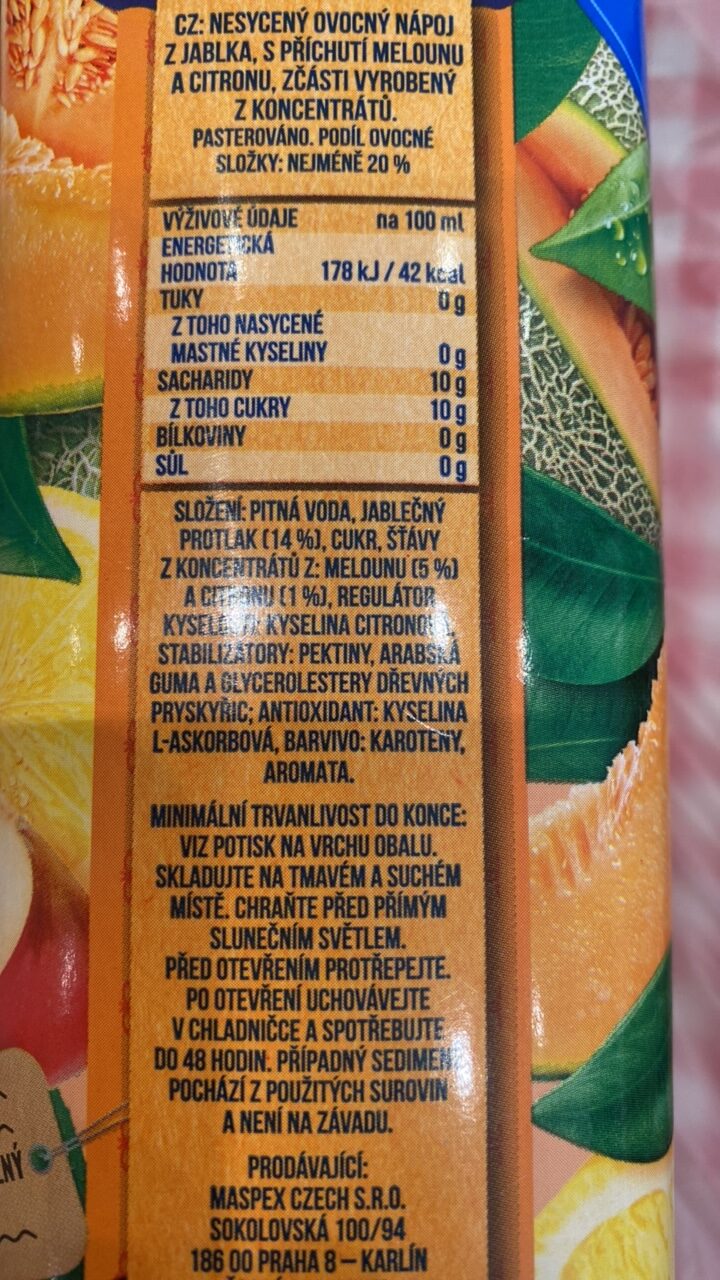 CZ: NESYCENÝ OVOCNÝ NÁPOJ
Z JABLKA, S PŘÍCHUTÍ MELOUNU
A CITRONU, ZČÁSTI VYROBENÝ
Z KONCENTRÁTŮ.
PASTEROVÁNO. PODÍL OVOCNÉ
SLOŽKY: NEJMÉNĚ 20 %
VÝŽIVOVÉ ÚDAJE na 100 ml
ENERGETICKÁ
HODNOTA 178 kJ / 42 kcal
TUKY 0 g
Z TOHO NASYCENÉ
MASTNÉ KYSELINY 0 g
SACHARIDY 10 g
Z TOHO CUKRY 10 g
BÍLKOVINY 0 g
SŮL 0 g
SLOŽENÍ: PITNÁ VODA, JABLEČNÝ
PROTLAK (14 %), CUKR, ŠŤÁVY
Z KONCENTRÁTŮ Z: MELOUNU (5 %)
A CITRONU (1 %), REGULÁTOR
KYSELINA CITRONOVÁ,
STABILIZÁTORY: PEKTINY, ARABSKÁ
GUMA A GLYCEROLESTERY DŘEVNÝCH
PRYSKYŘIC; ANTIOXIDANT: KYSELINA
L-ASKORBOVÁ, BARVIVO: KAROTENY,
AROMATA.
MINIMÁLNÍ TRVANLIVOST DO KONCE:
VIZ POTISK NA VRCHU OBALU.
SKLADUJTE NA TMAVÉM A SUCHÉM
MÍSTĚ. CHRAŇTE PŘED PŘÍMÝM
SLUNEČNÍM SVĚTLEM.
PŘED OTEVŘENÍM PROTŘEPEJTE.
PO OTEVŘENÍ UCHOVÁVEJTE
V CHLADNIČCE A SPOTŘEBUJTE
DO 48 HODIN. PŘÍPADNÝ SEDIMENT
POCHÁZÍ Z POUŽITÝCH SUROVIN
A NENÍ NA ZÁVADU.
PRODÁVAJÍCÍ:
MASPEX CZECH S.R.O.
SOKOLOVSKÁ 100/94
186 00 PRAHA 8 – KARLÍN